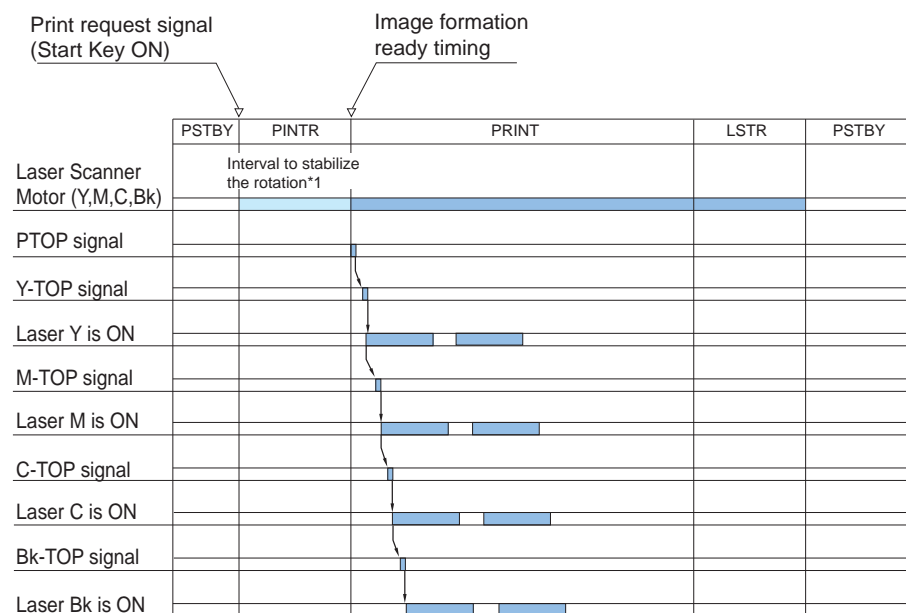 Print request signal
(Start Key ON)
Image formation
ready timing
PSTBY PINTR PRINT LSTR PSTBY
Interval to stabilize
the rotation*1
Laser Scanner
Motor (Y,M,C,Bk)
PTOP signal
Y-TOP signal
Laser Y is ON
M-TOP signal
Laser M is ON
C-TOP signal
Laser C is ON
Bk-TOP signal
Laser Bk is ON